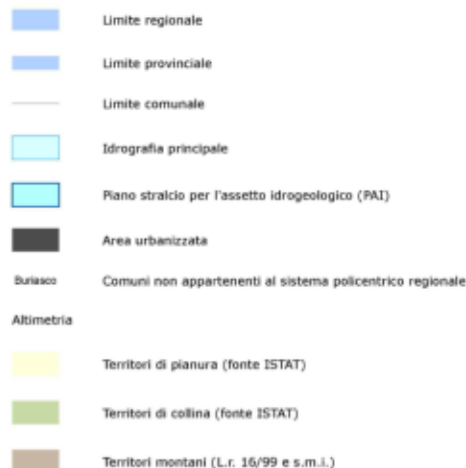 Limite regionale
Limite provinciale
Limite comunale
Idrografia principale
Piano stralcio per l'assetto idrogeologico (PAI)
Area urbanizzata
Buriasco Comuni non appartenenti al sistema policentrico regionale
Altimetria
Territori di pianura (fonte ISTAT)
Territori di collina (fonte ISTAT)
Territori montani (L.r. 16/99 e s.m.i.)